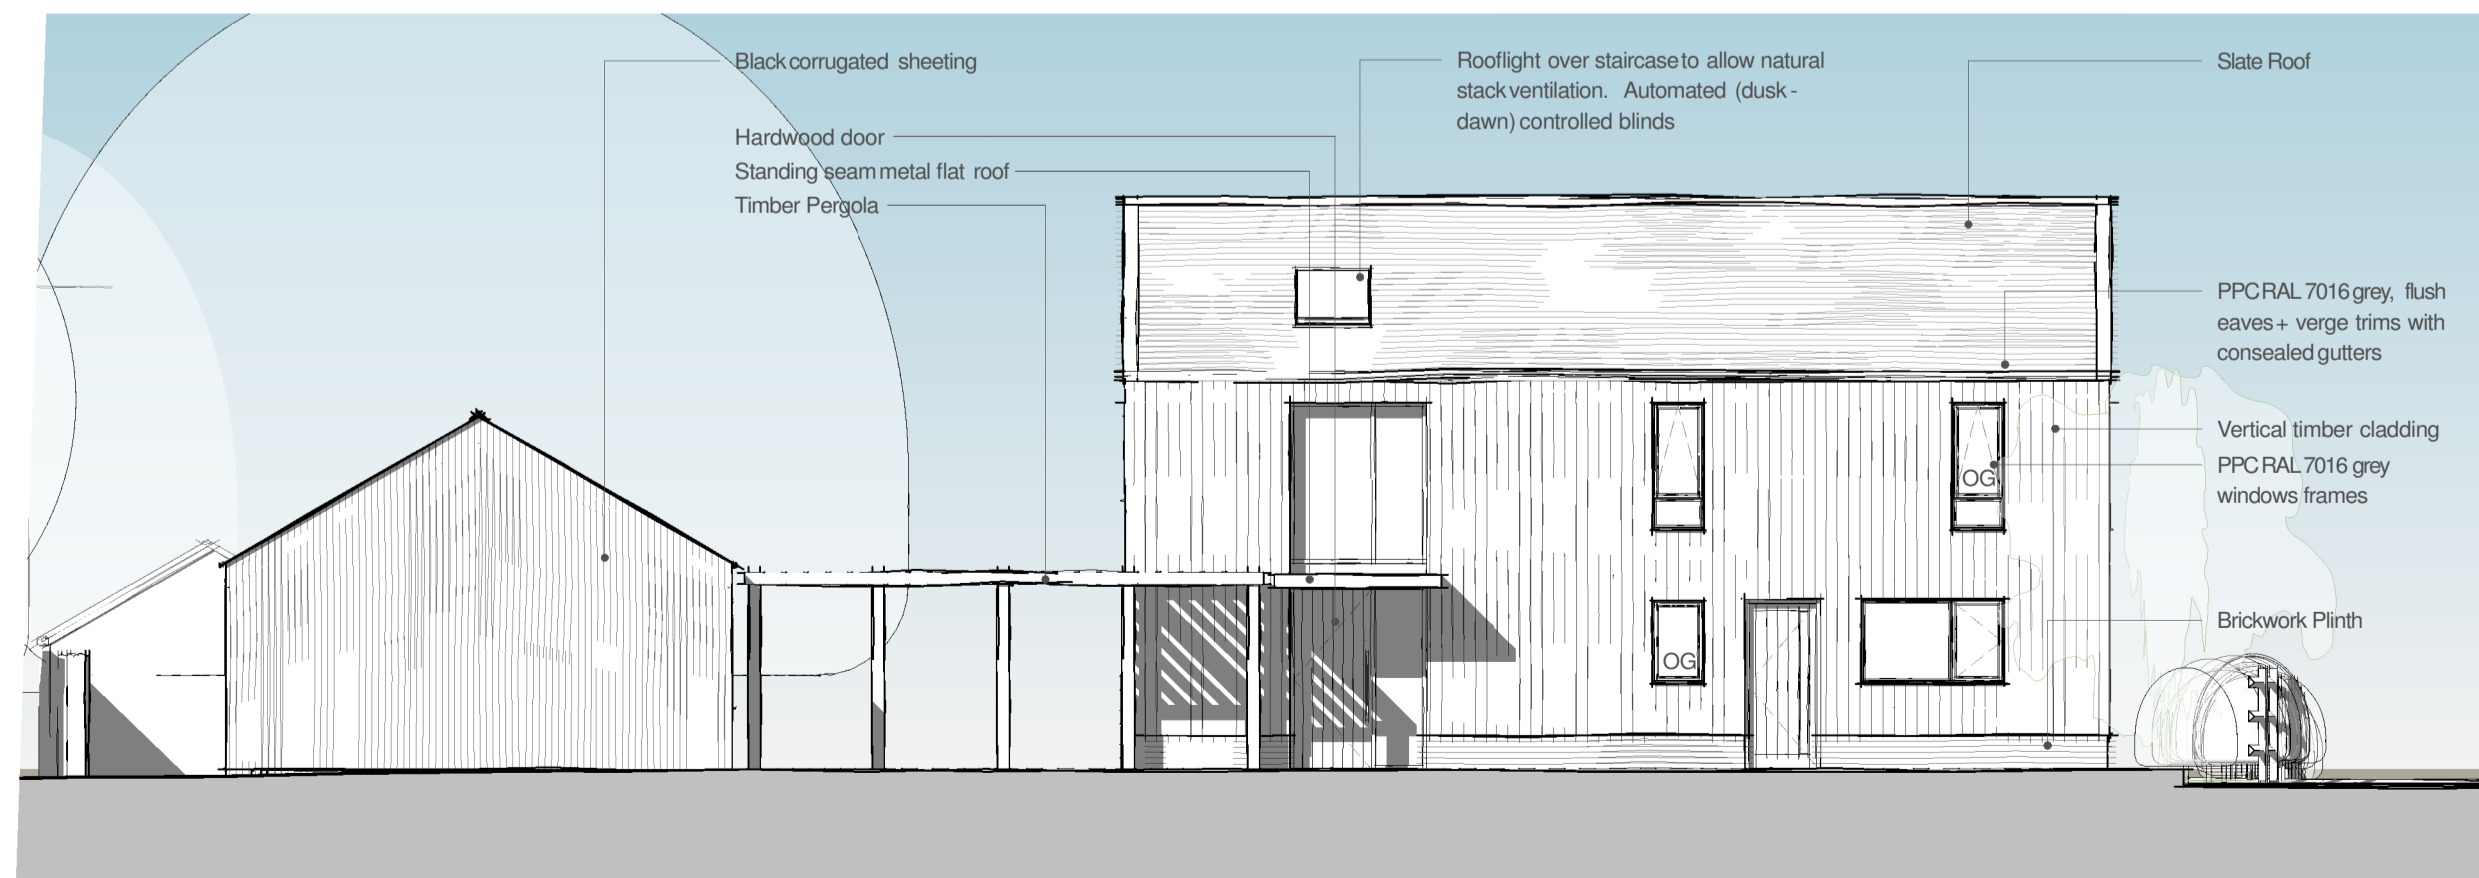 Black corrugated sheeting
Hardwood door
Standing seam metal flat roof
Timber Pergola
Rooflight over staircase to allow natural
stack ventilation. Automated (dusk -
dawn) controlled blinds
Slate Roof
PPC RAL 7016 grey, flush
eaves + verge trims with
consealed gutters
Vertical timber cladding
PPC RAL 7016 grey
windows frames
Brickwork Plinth
OG
OG